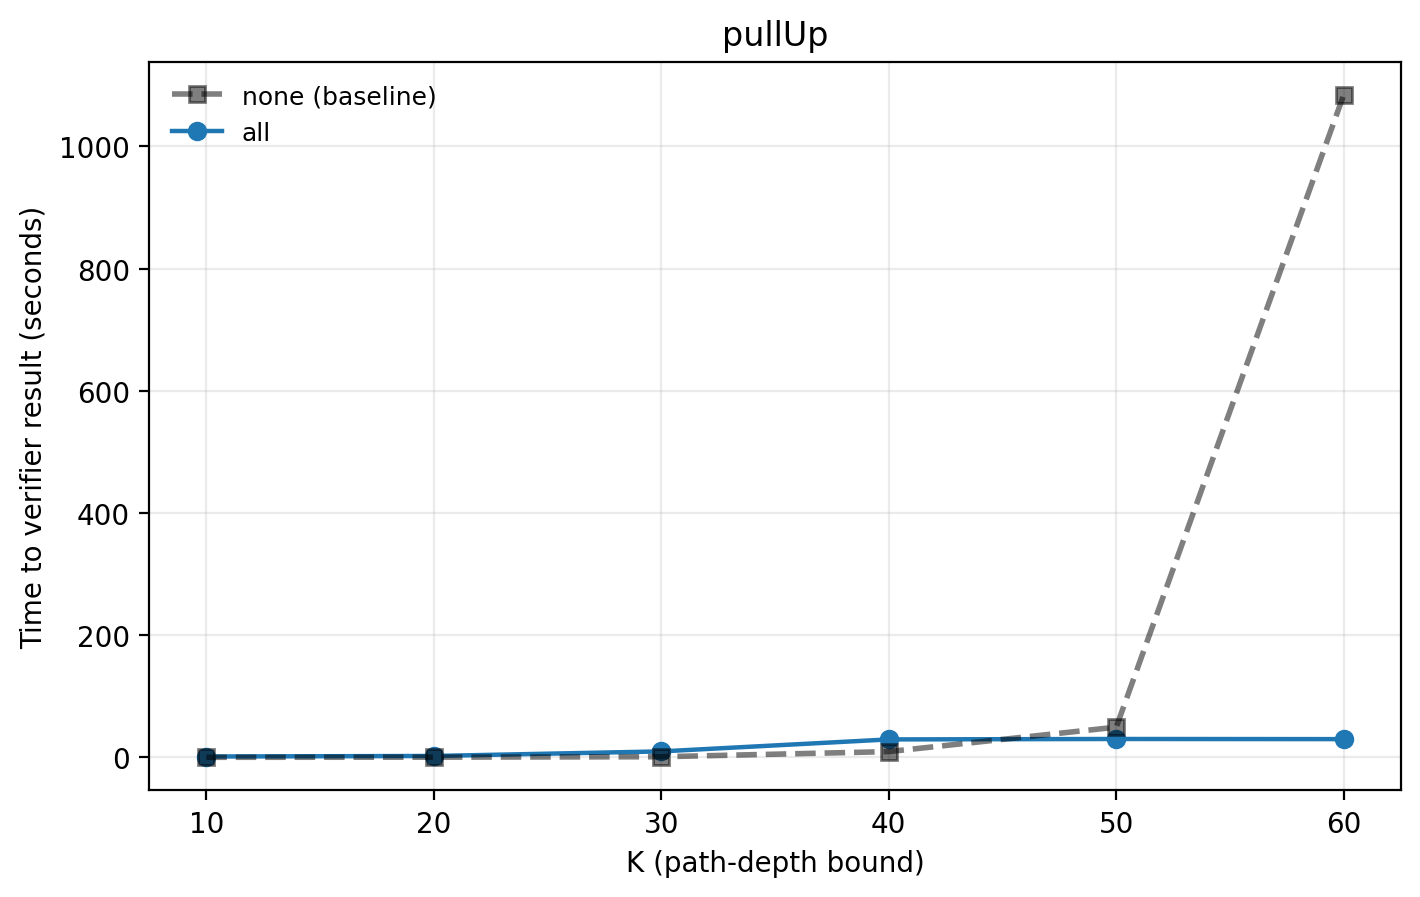 pullUp
none (baseline)
all
Time to verifier result (seconds)
1000
800
600
400
200
0
10 20 30 40 50 60
K (path-depth bound)